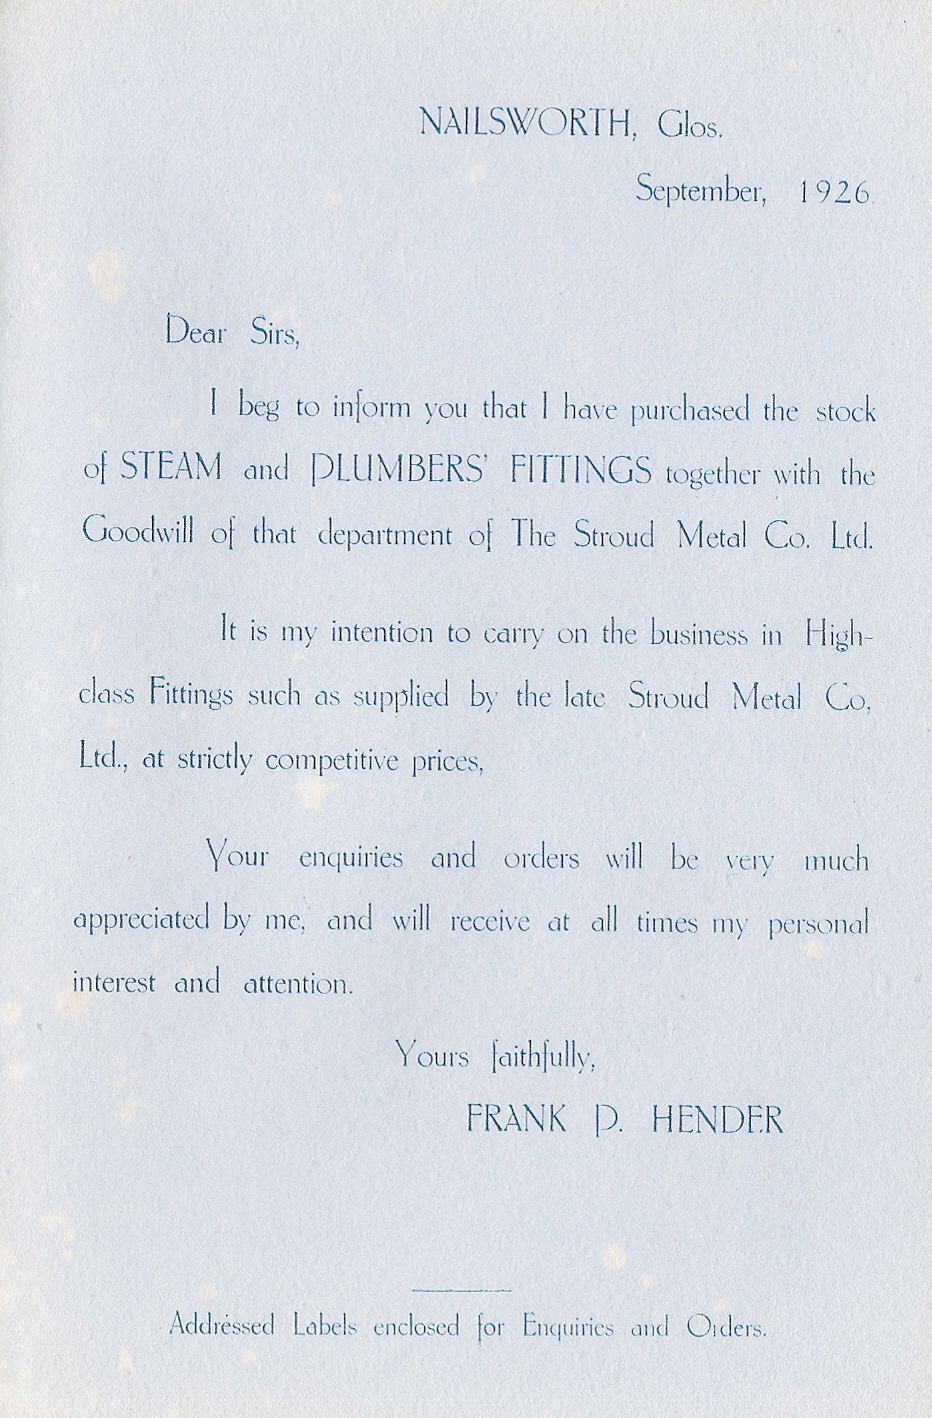 NAILSWORTH, Glos.
September, 1926.
Dear Sirs,
I beg to inform you that I have purchased the stock
of STEAM and PLUMBERS' FITTINGS together with the
Goodwill of that department of The Stroud Metal Co. Ltd.
It is my intention to carry on the business in High-
class Fittings such as supplied by the late Stroud Metal Co.
Ltd., at strictly competitive prices,
Your enquiries and orders will be very much
appreciated by me, and will receive at all times my personal
interest and attention.
Yours faithfully,
FRANK P. HENDER
Addressed Labels enclosed for Enquiries and Orders.